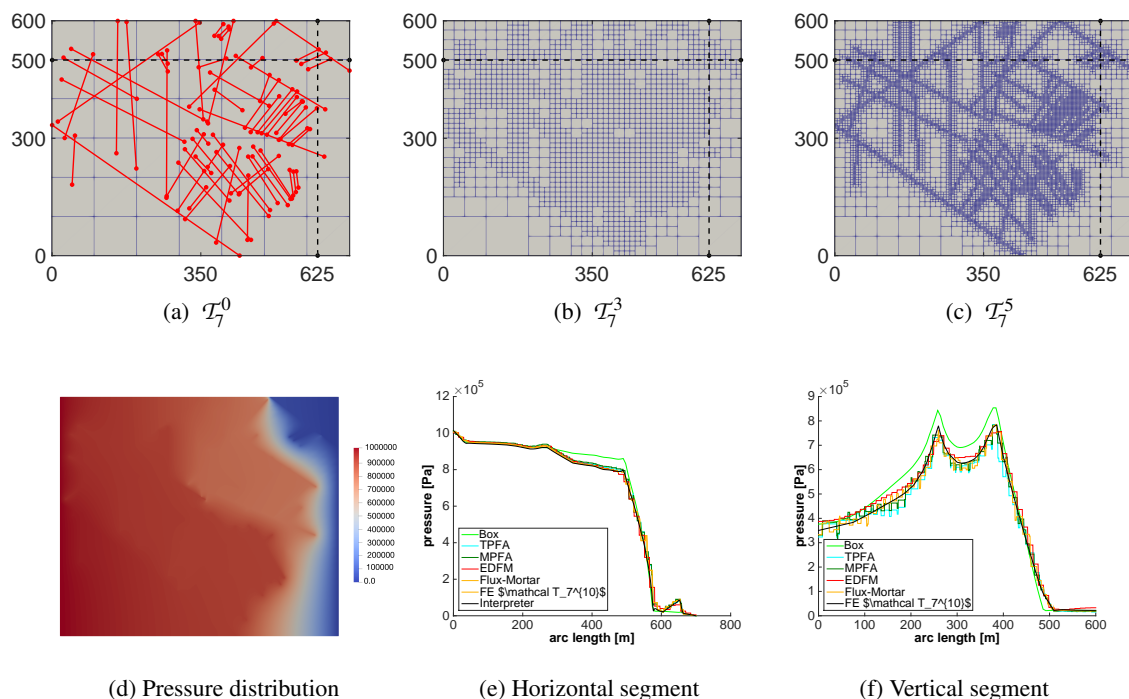 600
500
300
0
0 350 625
(a) 𝒯₇⁰
600
500
300
0
0 350 625
(b) 𝒯₇³
600
500
300
0
0 350 625
(c) 𝒯₇⁵
1000000
900000
800000
700000
600000
500000
400000
300000
200000
100000
0.0
(d) Pressure distribution
×10⁵
12
10
8
6
4
2
0
pressure [Pa]
Box
TPFA
MPFA
EDFM
Flux-Mortar
FE $\mathcal T_7^{10}$
Interpreter
0 200 400 600 800
arc length [m]
(e) Horizontal segment
×10⁵
9
8
7
6
5
4
3
2
1
0
pressure [Pa]
Box
TPFA
MPFA
EDFM
Flux-Mortar
FE $\mathcal T_7^{10}$
0 100 200 300 400 500 600
arc length [m]
(f) Vertical segment